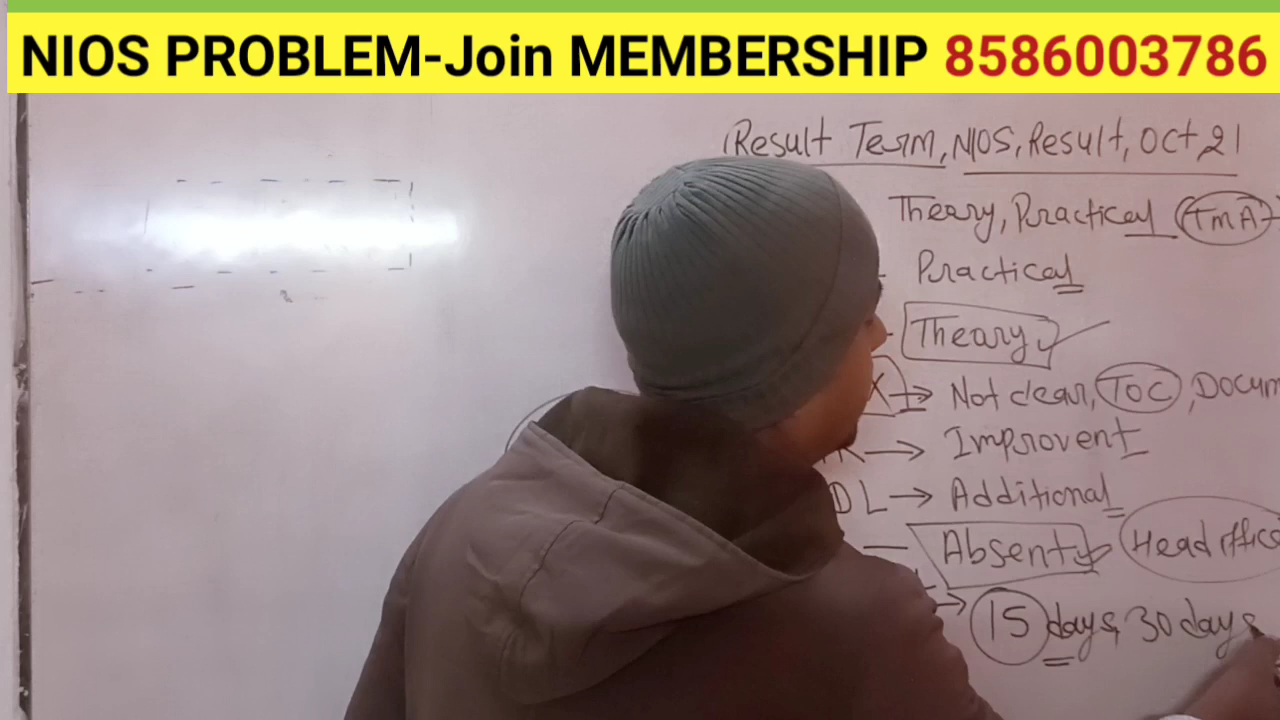 NIOS PROBLEM-Join MEMBERSHIP 8586003786
Result Term, NIOS, Result, Oct 21
Theory, Practical (TMA)
Practical
Theory
X → Not clear, TOC, Docum
→ Improvent
DL → Additional
Absent Head office
→ 15 days, 30 days